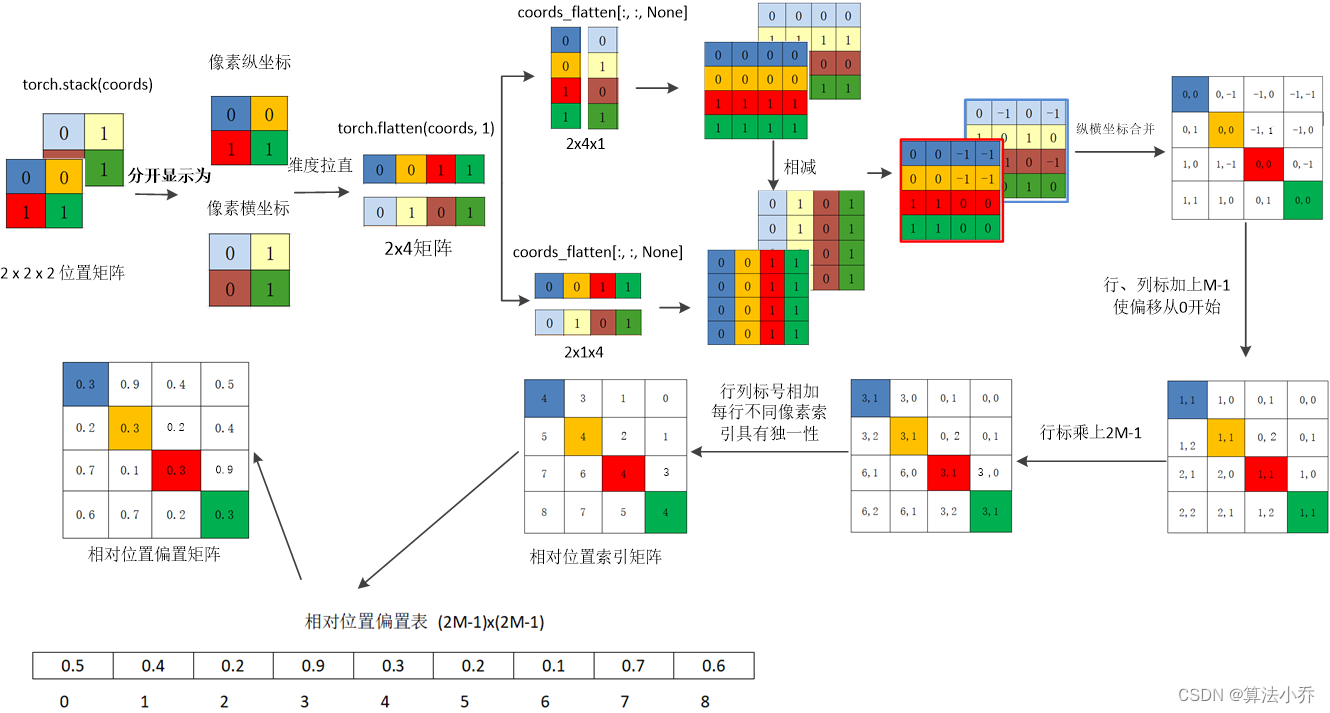 torch.stack(coords)
0 1
1
0 0
1 1
2 x 2 x 2 位置矩阵
分开显示为
像素纵坐标
0 0
1 1
像素横坐标
0 1
0 1
维度拉直
torch.flatten(coords, 1)
0 0 1 1
0 1 0 1
2x4矩阵
coords_flatten[:, :, None]
0 0
0 1
1 0
1 1
2x4x1
coords_flatten[:, :, None]
0 0 1 1
0 1 0 1
2x1x4
0 0 0 0
1 1 1 1
0 0
1 1
0 0 0 0
0 0 0 0
1 1 1 1
1 1 1 1
相减
0 1 0 1
0 1 0 1
0 1
0 1
0 0 1 1
0 0 1 1
0 0 1 1
0 0 1 1
0 -1 0 -1
1 0 1 0
0 -1
1 0
0 0 -1 -1
0 0 -1 -1
1 1 0 0
1 1 0 0
纵横坐标合并
0,0 0,-1 -1,0 -1,-1
0,1 0,0 -1,1 -1,0
1,0 1,-1 0,0 0,-1
1,1 1,0 0,1 0,0
行、列标加上M-1
使偏移从0开始
1,1 1,0 0,1 0,0
1,2 1,1 0,2 0,1
2,1 2,0 1,1 1,0
2,2 2,1 1,2 1,1
行标乘上2M-1
3,1 3,0 0,1 0,0
3,2 3,1 0,2 0,1
6,1 6,0 3,1 3,0
6,2 6,1 3,2 3,1
行列标号相加
每行不同像素索
引具有独一性
4 3 1 0
5 4 2 1
7 6 4 3
8 7 5 4
相对位置索引矩阵
0.3 0.9 0.4 0.5
0.2 0.3 0.2 0.4
0.7 0.1 0.3 0.9
0.6 0.7 0.2 0.3
相对位置偏置矩阵
相对位置偏置表 (2M-1)x(2M-1)
0.5 0.4 0.2 0.9 0.3 0.2 0.1 0.7 0.6
0 1 2 3 4 5 6 7 8
CSDN @算法小乔